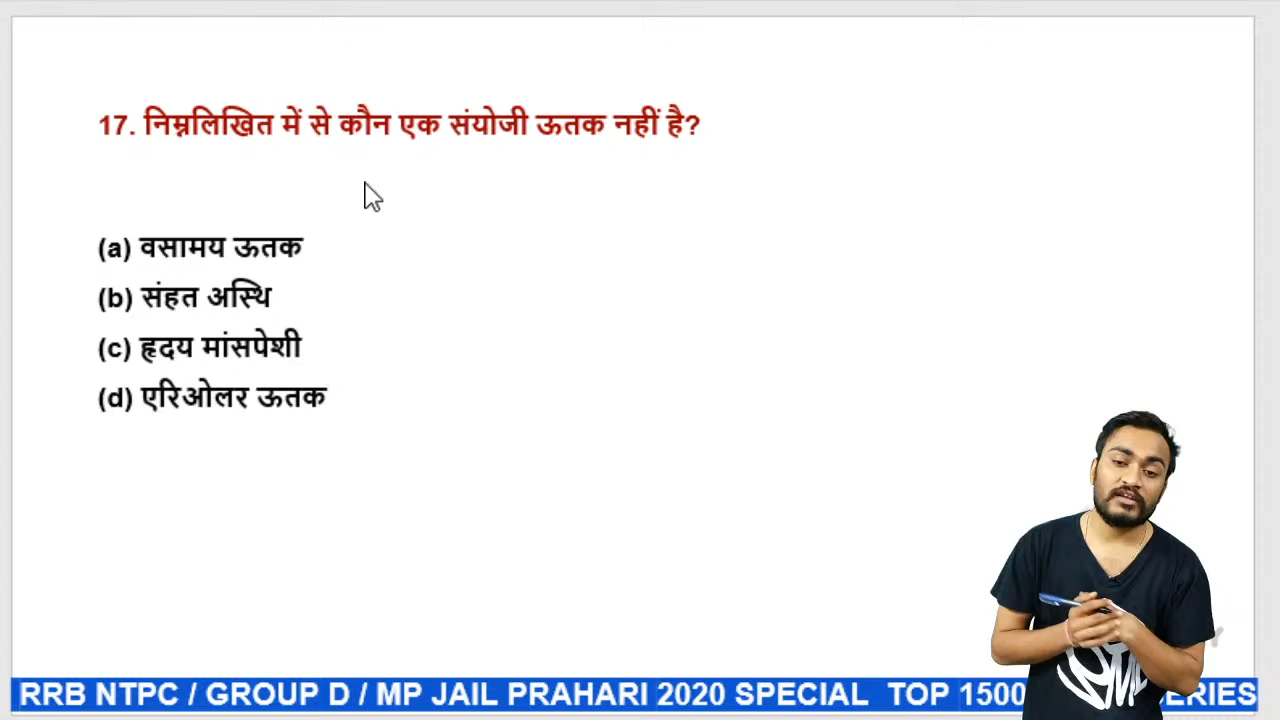 17. निम्नलिखित में से कौन एक संयोजी ऊतक नहीं है?
(a) वसामय ऊतक
(b) संहत अस्थि
(c) हृदय मांसपेशी
(d) एरिओलर ऊतक
RRB NTPC / GROUP D / MP JAIL PRAHARI 2020 SPECIAL TOP 1500